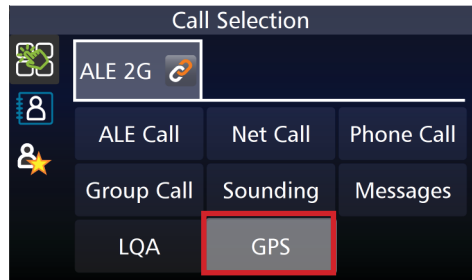 Call Selection
ALE 2G
ALE Call Net Call Phone Call
Group Call Sounding Messages
LQA GPS